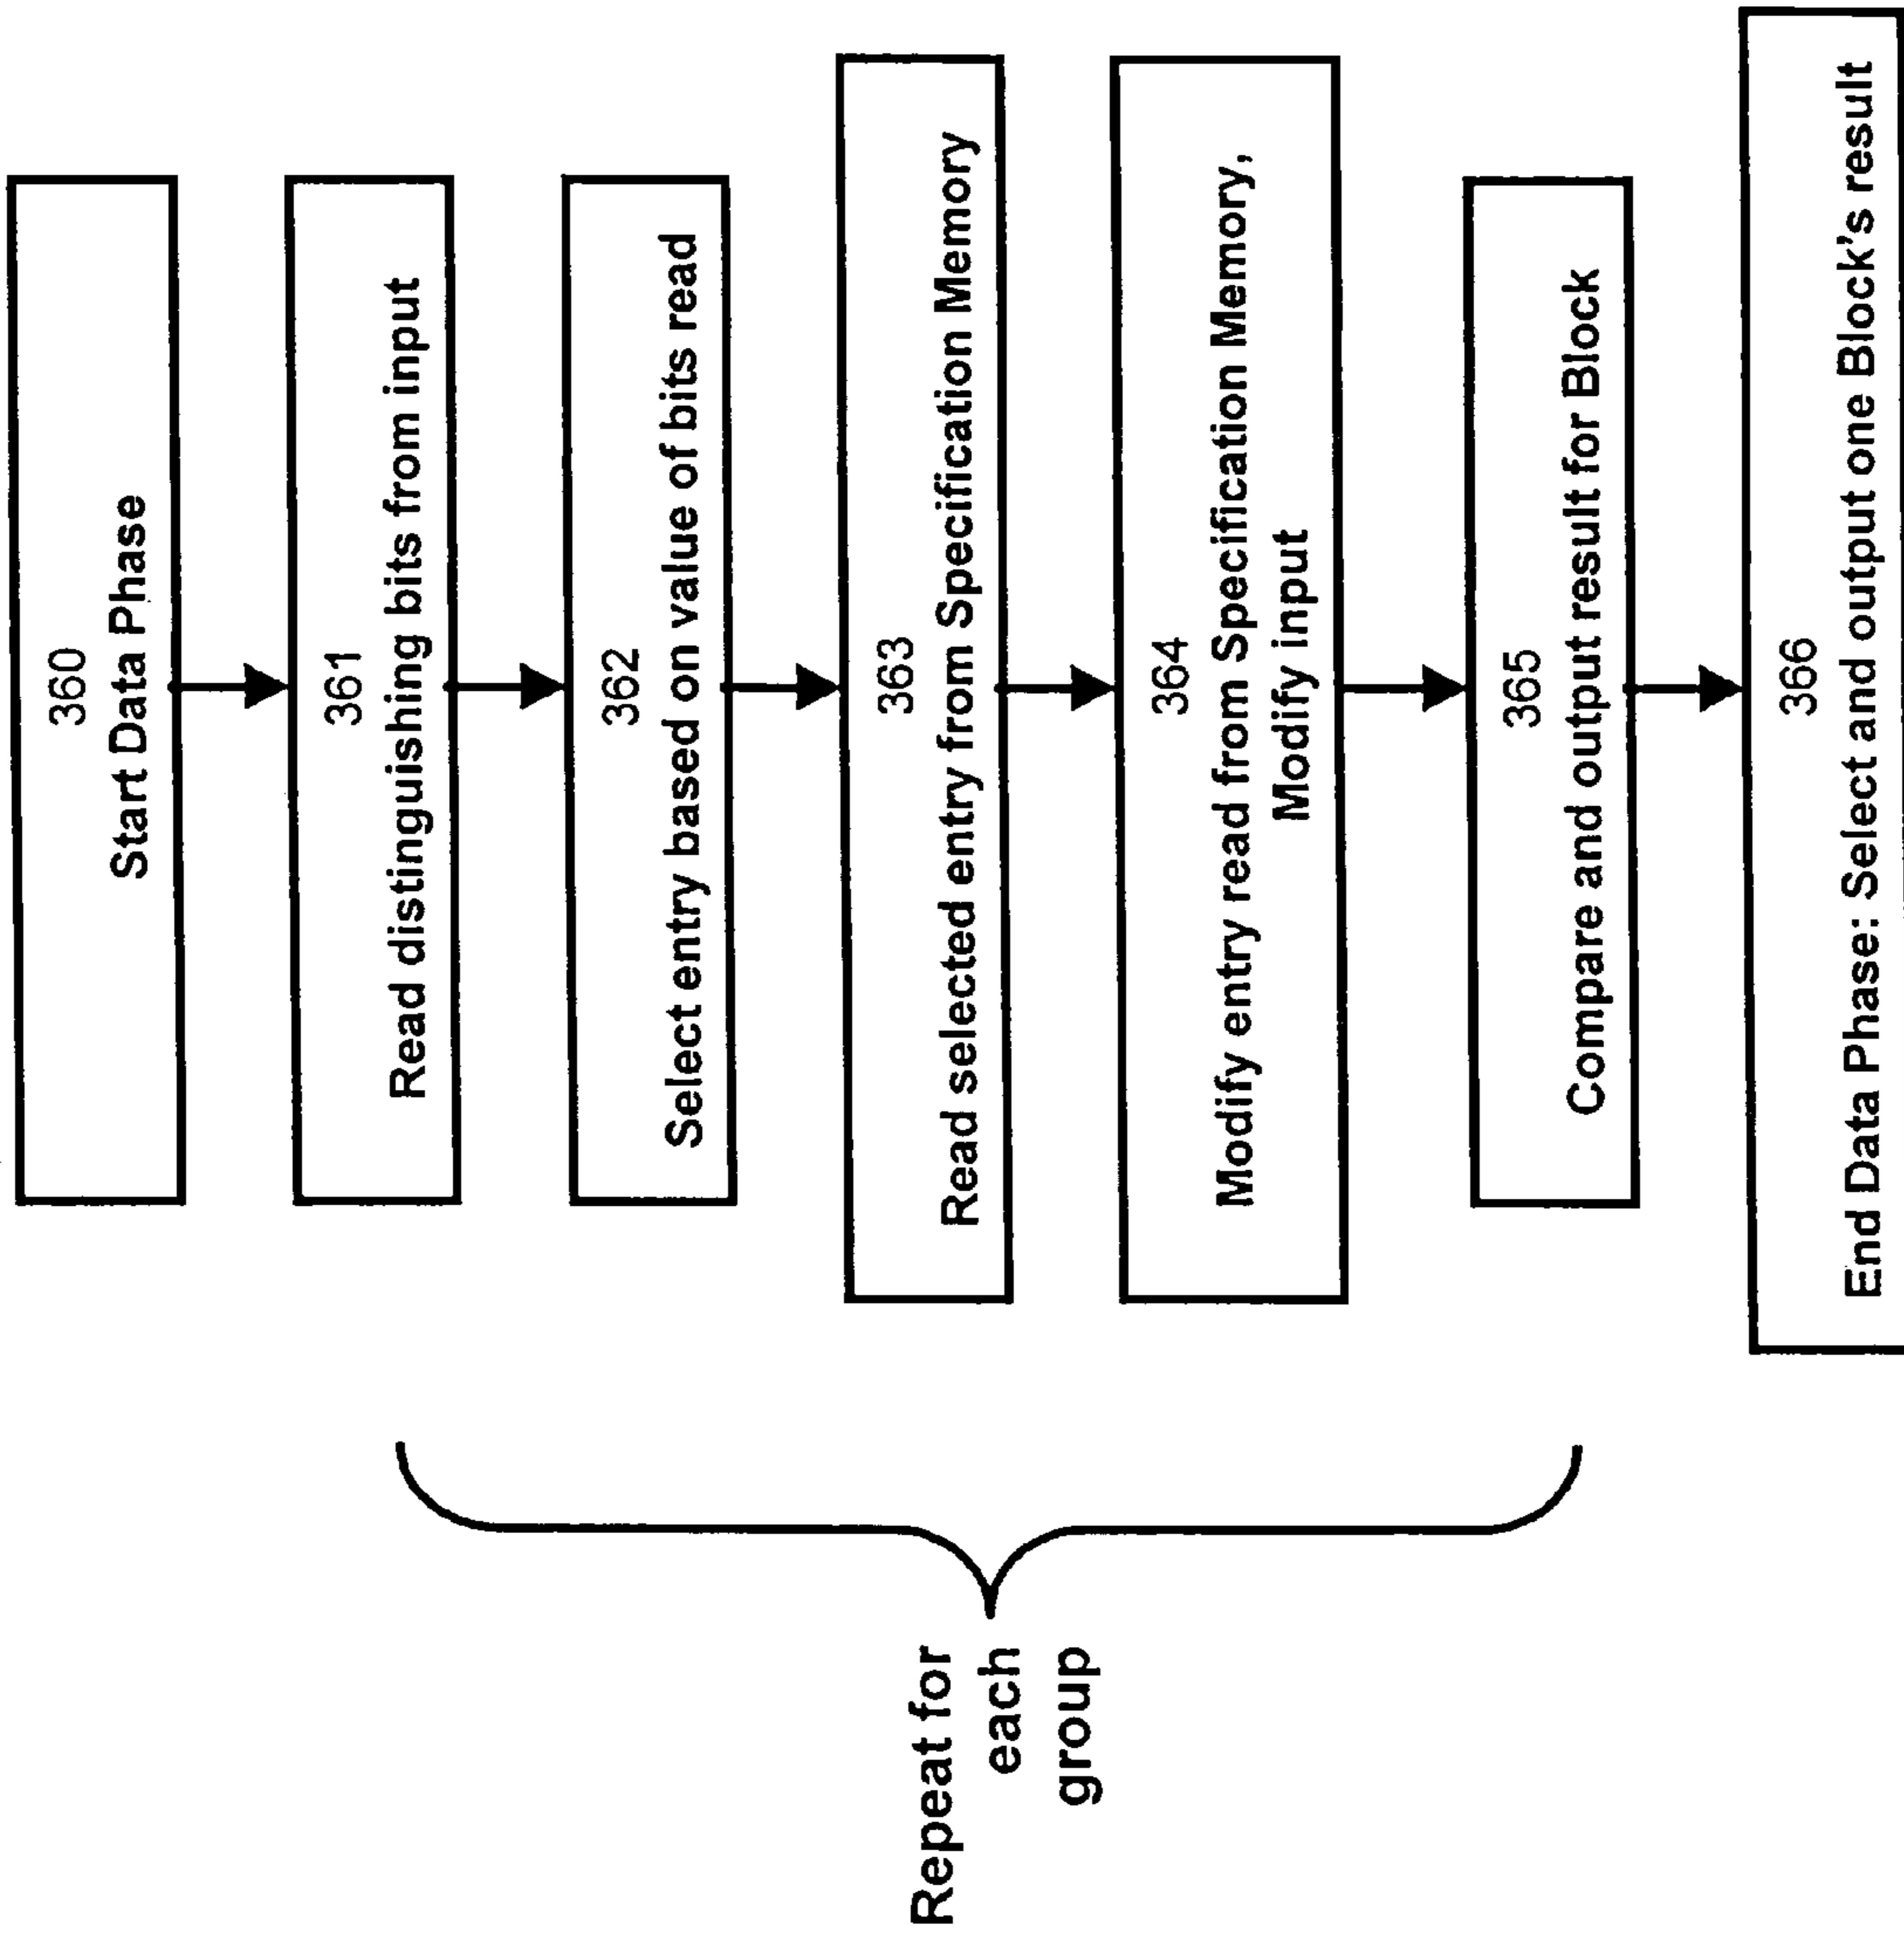 360
Start Data Phase
361
Read distinguishing bits from input
362
Select entry based on value of bits read
363
Read selected entry from Specification Memory
364
Modify entry read from Specification Memory,
Modify input
365
Compare and output result for Block
366
End Data Phase: Select and output one Block's result
Repeat for
each
group